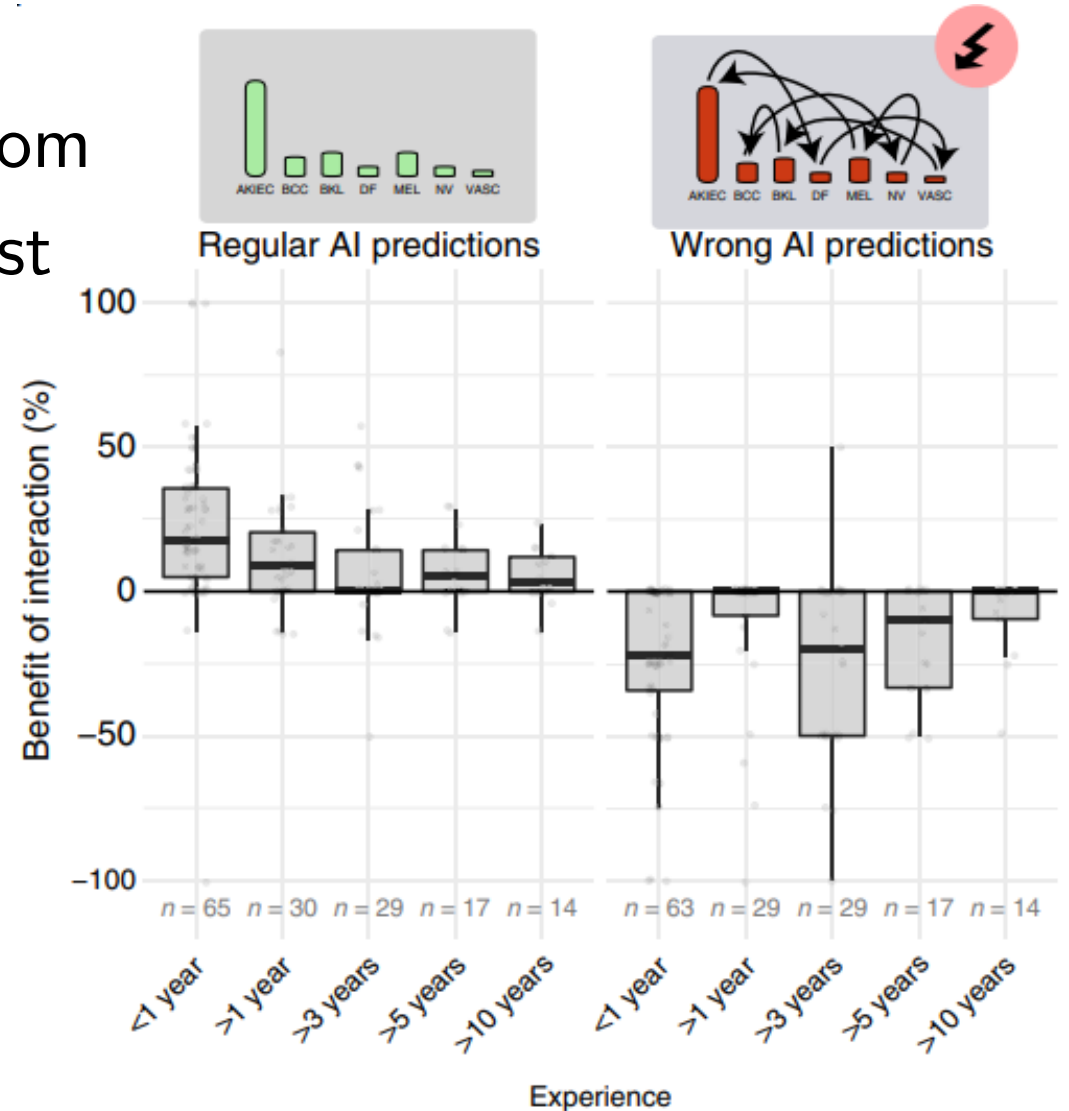 om
st
AKIEC BCC BKL DF MEL NV VASC
AKIEC BCC BKL DF MEL NV VASC
Regular AI predictions
Wrong AI predictions
Benefit of interaction (%)
100
50
0
−50
−100
n = 65 n = 30 n = 29 n = 17 n = 14
n = 63 n = 29 n = 29 n = 17 n = 14
<1 year >1 year >3 years >5 years >10 years
<1 year >1 year >3 years >5 years >10 years
Experience